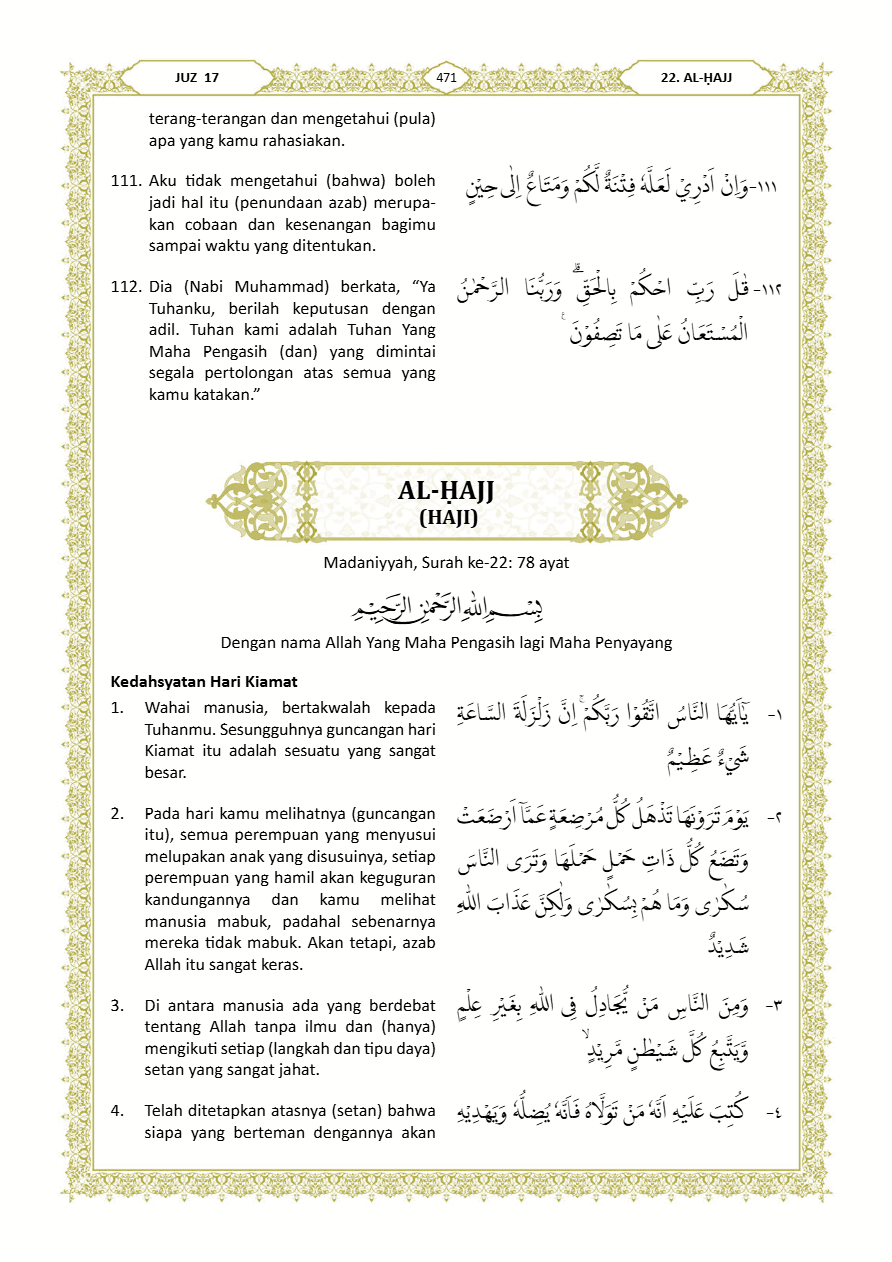 JUZ 17
471
22. AL-ḤAJJ
terang-terangan dan mengetahui (pula)
apa yang kamu rahasiakan.
111. Aku tidak mengetahui (bahwa) boleh
jadi hal itu (penundaan azab) merupa-
kan cobaan dan kesenangan bagimu
sampai waktu yang ditentukan.
١١١- وَاِنْ اَدْرِيْ لَعَلَّهٗ فِتْنَةٌ لَّكُمْ وَمَتَاعٌ اِلٰى حِيْنٍ
112. Dia (Nabi Muhammad) berkata, “Ya
Tuhanku, berilah keputusan dengan
adil. Tuhan kami adalah Tuhan Yang
Maha Pengasih (dan) yang dimintai
segala pertolongan atas semua yang
kamu katakan.”
١١٢- قٰلَ رَبِّ احْكُمْ بِالْحَقِّۗ وَرَبُّنَا الرَّحْمٰنُ
الْمُسْتَعَانُ عَلٰى مَا تَصِفُوْنَ ࣖ
AL-ḤAJJ
(HAJI)
Madaniyyah, Surah ke-22: 78 ayat
بِسْمِ اللّٰهِ الرَّحْمٰنِ الرَّحِيْمِ
Dengan nama Allah Yang Maha Pengasih lagi Maha Penyayang
Kedahsyatan Hari Kiamat
1. Wahai manusia, bertakwalah kepada
Tuhanmu. Sesungguhnya guncangan hari
Kiamat itu adalah sesuatu yang sangat
besar.
١- يٰٓاَيُّهَا النَّاسُ اتَّقُوْا رَبَّكُمْۚ اِنَّ زَلْزَلَةَ السَّاعَةِ
شَيْءٌ عَظِيْمٌ
2. Pada hari kamu melihatnya (guncangan
itu), semua perempuan yang menyusui
melupakan anak yang disusuinya, setiap
perempuan yang hamil akan keguguran
kandungannya dan kamu melihat
manusia mabuk, padahal sebenarnya
mereka tidak mabuk. Akan tetapi, azab
Allah itu sangat keras.
٢- يَوْمَ تَرَوْنَهَا تَذْهَلُ كُلُّ مُرْضِعَةٍ عَمَّآ اَرْضَعَتْ
وَتَضَعُ كُلُّ ذَاتِ حَمْلٍ حَمْلَهَا وَتَرَى النَّاسَ
سُكٰرٰى وَمَا هُمْ بِسُكٰرٰى وَلٰكِنَّ عَذَابَ اللّٰهِ
شَدِيْدٌ
3. Di antara manusia ada yang berdebat
tentang Allah tanpa ilmu dan (hanya)
mengikuti setiap (langkah dan tipu daya)
setan yang sangat jahat.
٣- وَمِنَ النَّاسِ مَنْ يُّجَادِلُ فِى اللّٰهِ بِغَيْرِ عِلْمٍ
وَّيَتَّبِعُ كُلَّ شَيْطٰنٍ مَّرِيْدٍۙ
4. Telah ditetapkan atasnya (setan) bahwa
siapa yang berteman dengannya akan
٤- كُتِبَ عَلَيْهِ اَنَّهٗ مَنْ تَوَلَّاهُ فَاَنَّهٗ يُضِلُّهٗ وَيَهْدِيْهِ